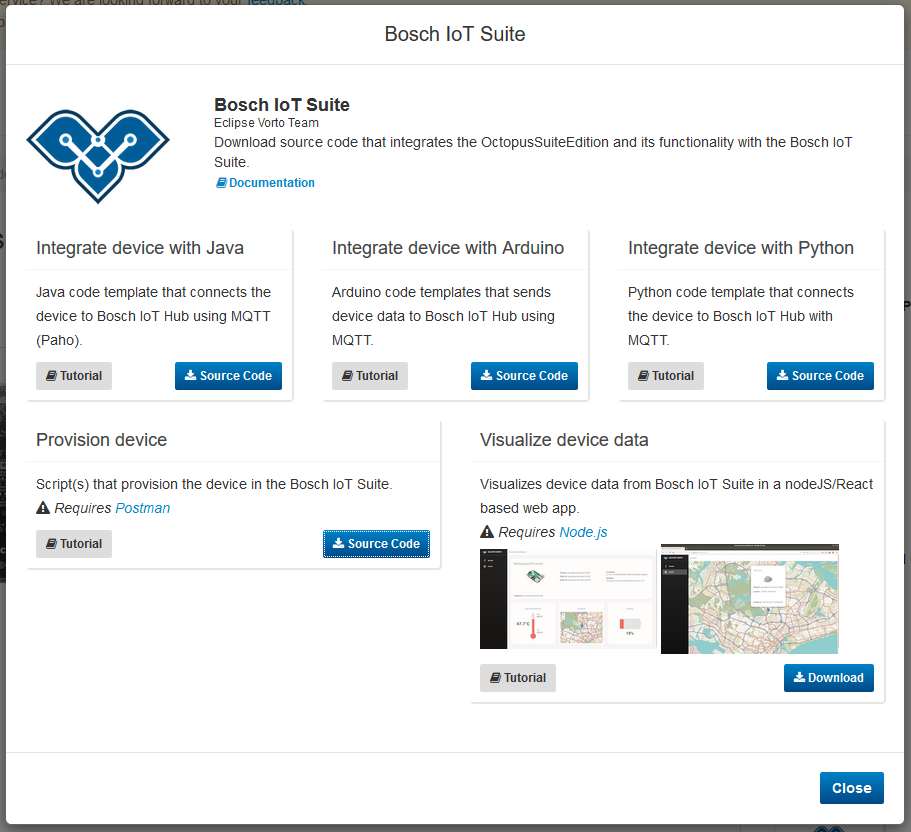 service? We are looking forward to your feedback.
Bosch IoT Suite
Bosch IoT Suite
Eclipse Vorto Team
Download source code that integrates the OctopusSuiteEdition and its functionality with the Bosch IoT
Suite.
Documentation
Integrate device with Java
Java code template that connects the
device to Bosch IoT Hub using MQTT
(Paho).
Tutorial
Source Code
Integrate device with Arduino
Arduino code templates that sends
device data to Bosch IoT Hub using
MQTT.
Tutorial
Source Code
Integrate device with Python
Python code template that connects
the device to Bosch IoT Hub with
MQTT.
Tutorial
Source Code
Provision device
Script(s) that provision the device in the Bosch IoT Suite.
Requires Postman
Tutorial
Source Code
Visualize device data
Visualizes device data from Bosch IoT Suite in a nodeJS/React
based web app.
Requires Node.js
47.7°C
19%
Tutorial
Download
Close